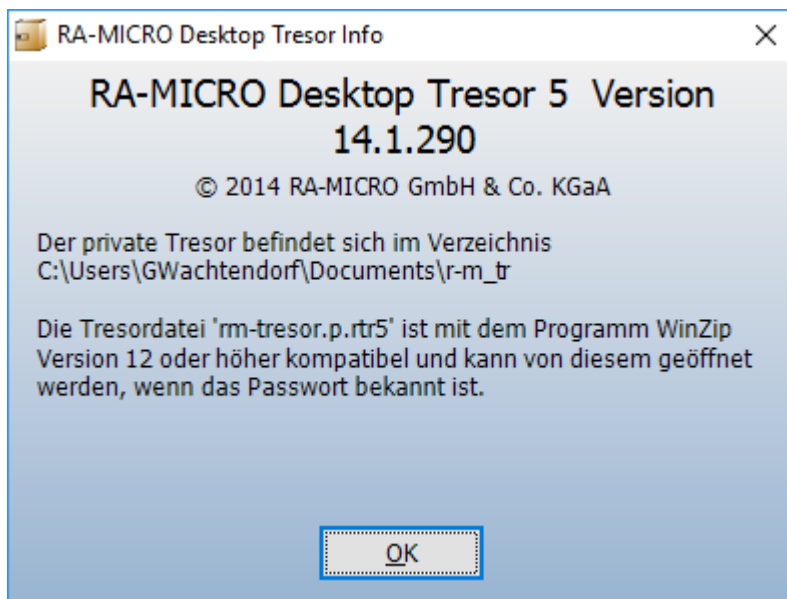 RA-MICRO Desktop Tresor Info
RA-MICRO Desktop Tresor 5  Version
14.1.290
© 2014 RA-MICRO GmbH & Co. KGaA
Der private Tresor befindet sich im Verzeichnis
C:\Users\GWachtendorf\Documents\r-m_tr
Die Tresordatei 'rm-tresor.p.rtr5' ist mit dem Programm WinZip
Version 12 oder höher kompatibel und kann von diesem geöffnet
werden, wenn das Passwort bekannt ist.
OK